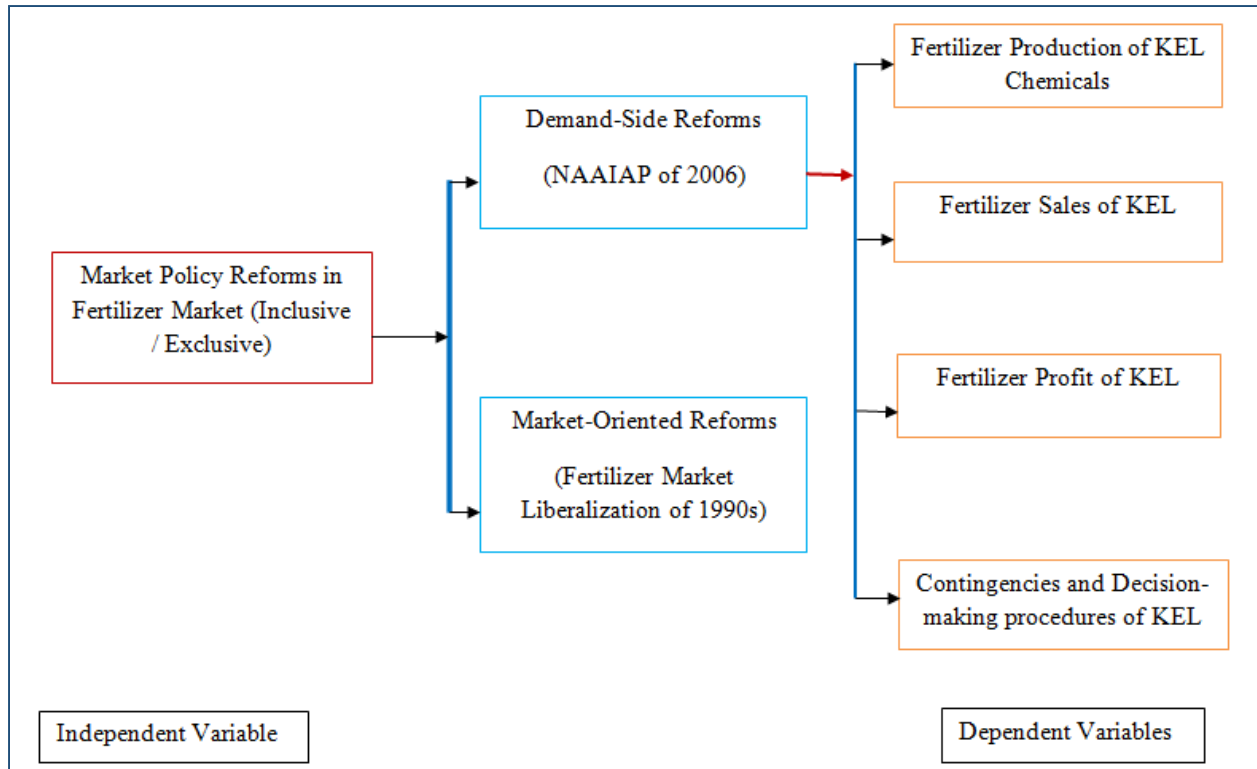 Market Policy Reforms in
Fertilizer Market (Inclusive
/ Exclusive)
Demand-Side Reforms
(NAAIAP of 2006)
Market-Oriented Reforms
(Fertilizer Market
Liberalization of 1990s)
Fertilizer Production of KEL
Chemicals
Fertilizer Sales of KEL
Fertilizer Profit of KEL
Contingencies and Decision-
making procedures of KEL
Independent Variable
Dependent Variables